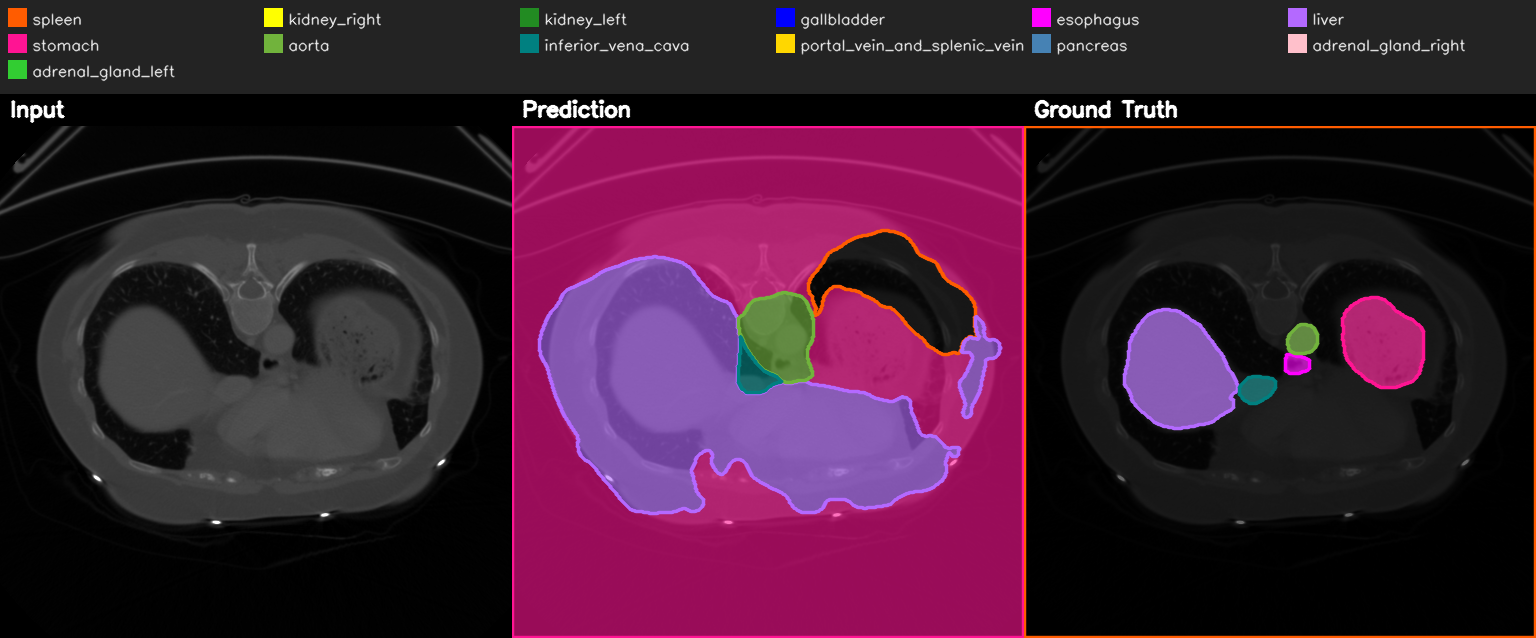 spleen kidney_right kidney_left gallbladder esophagus liver
stomach aorta inferior_vena_cava portal_vein_and_splenic_vein pancreas adrenal_gland_right
adrenal_gland_left
Input Prediction Ground Truth